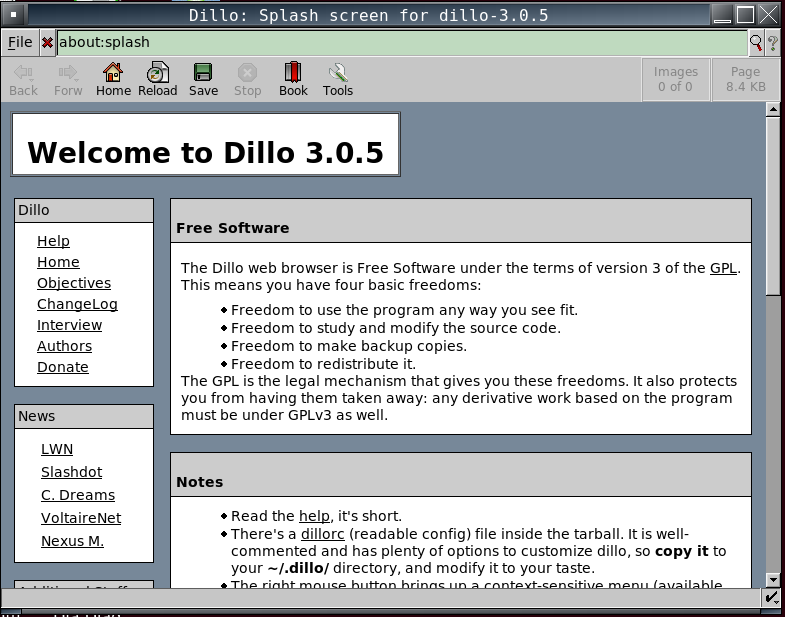 Dillo: Splash screen for dillo-3.0.5
File about:splash ?
Back Forw Home Reload Save Stop Book Tools
Images
0 of 0
Page
8.4 KB
Welcome to Dillo 3.0.5
Dillo
Help
Home
Objectives
ChangeLog
Interview
Authors
Donate
News
LWN
Slashdot
C. Dreams
VoltaireNet
Nexus M.
Free Software
The Dillo web browser is Free Software under the terms of version 3 of the GPL.
This means you have four basic freedoms:
Freedom to use the program any way you see fit.
Freedom to study and modify the source code.
Freedom to make backup copies.
Freedom to redistribute it.
The GPL is the legal mechanism that gives you these freedoms. It also protects
you from having them taken away: any derivative work based on the program
must be under GPLv3 as well.
Notes
Read the help, it's short.
There's a dillorc (readable config) file inside the tarball. It is well-
commented and has plenty of options to customize dillo, so copy it to
your ~/.dillo/ directory, and modify it to your taste.
The right mouse button brings up a context-sensitive menu (available